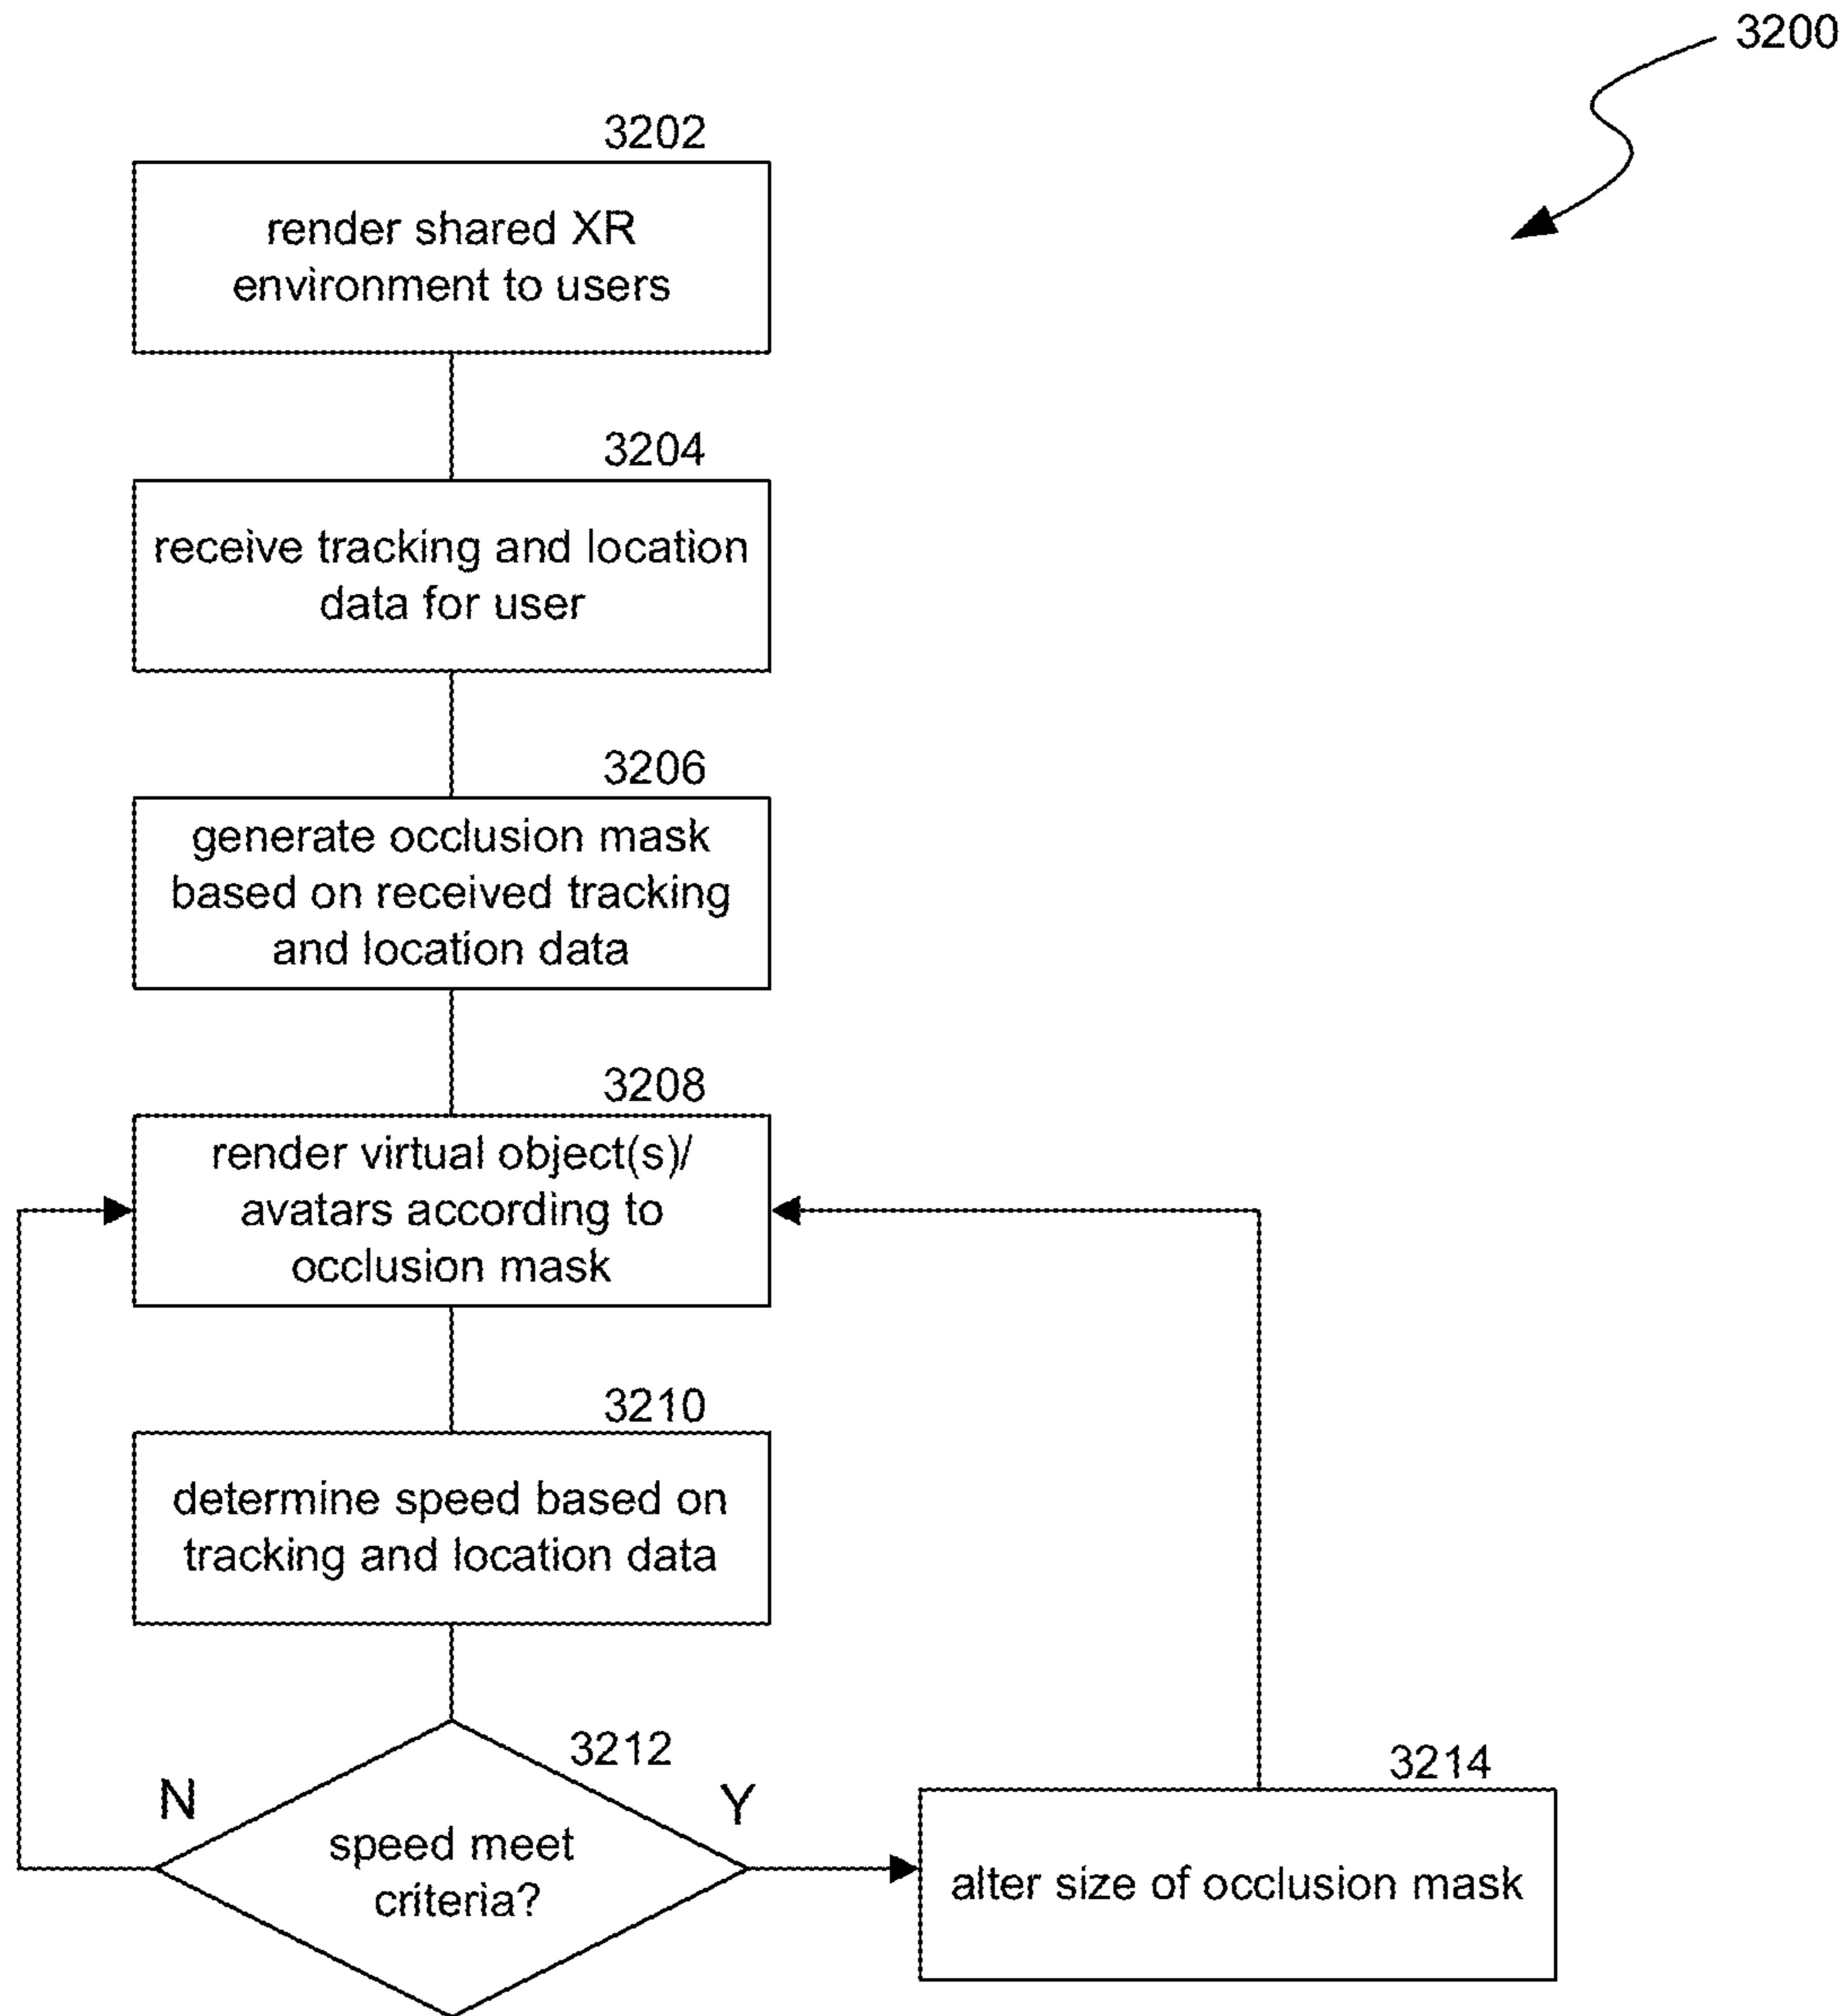 3200
3202
render shared XR
environment to users
3204
receive tracking and location
data for user
3206
generate occlusion mask
based on received tracking
and location data
3208
render virtual object(s)/
avatars according to
occlusion mask
3210
determine speed based on
tracking and location data
3212
N
Y
speed meet
criteria?
3214
alter size of occlusion mask